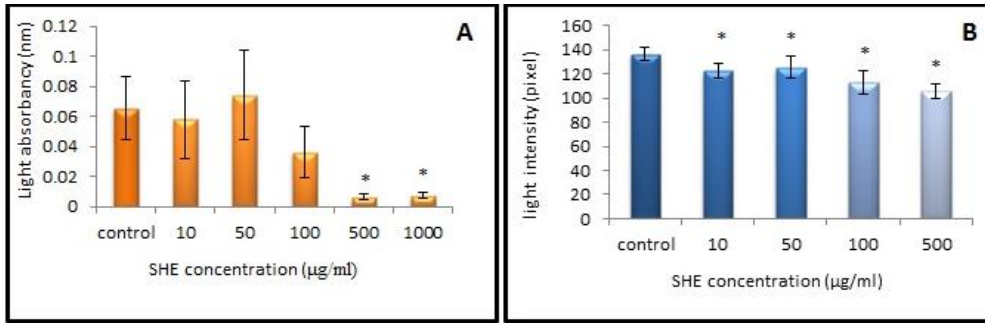 A
Light absorbancy (nm)
0.12
0.1
0.08
0.06
0.04
0.02
0
* *
control 10 50 100 500 1000
SHE concentration (µg/ml)
B
light intensity (pixel)
160
140
120
100
80
60
40
20
0
* * * *
control 10 50 100 500
SHE concentration (µg/ml)